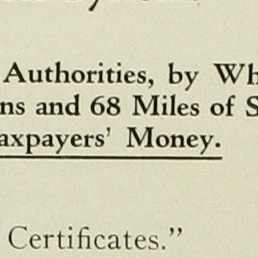 Authorities, by Wh
ns and 68 Miles of S
axpayers' Money.
Certificates.”